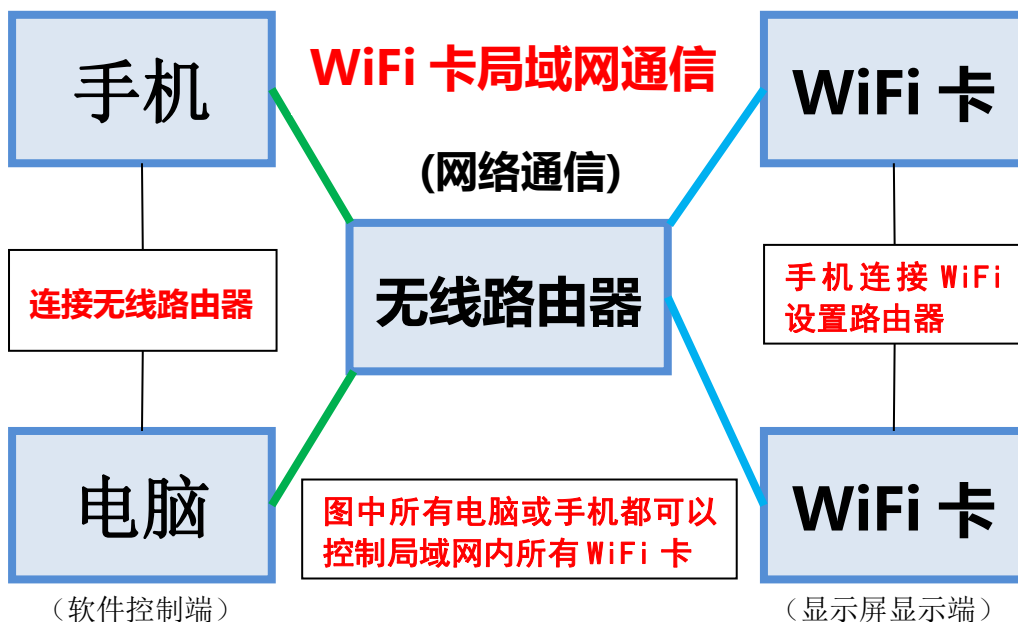 手机
WiFi 卡局域网通信
WiFi 卡
(网络通信)
连接无线路由器
无线路由器
手机连接 WiFi
设置路由器
电脑
图中所有电脑或手机都可以
控制局域网内所有 WiFi 卡
WiFi 卡
（软件控制端）
（显示屏显示端）